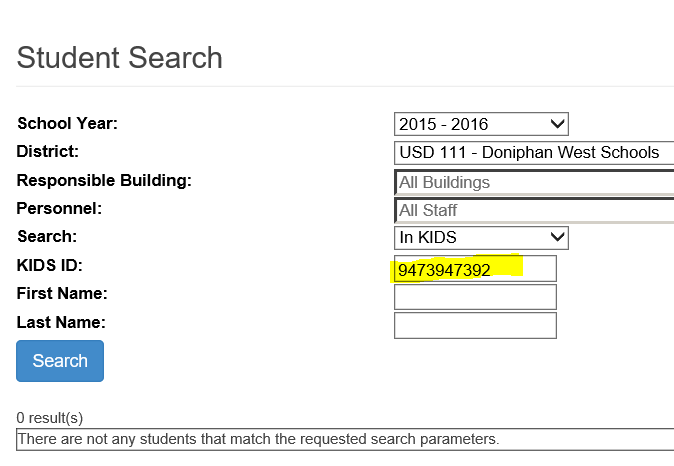 Student Search
School Year: 2015 - 2016
District: USD 111 - Doniphan West Schools
Responsible Building: All Buildings
Personnel: All Staff
Search: In KIDS
KIDS ID: 9473947392
First Name:
Last Name:
Search
0 result(s)
There are not any students that match the requested search parameters.